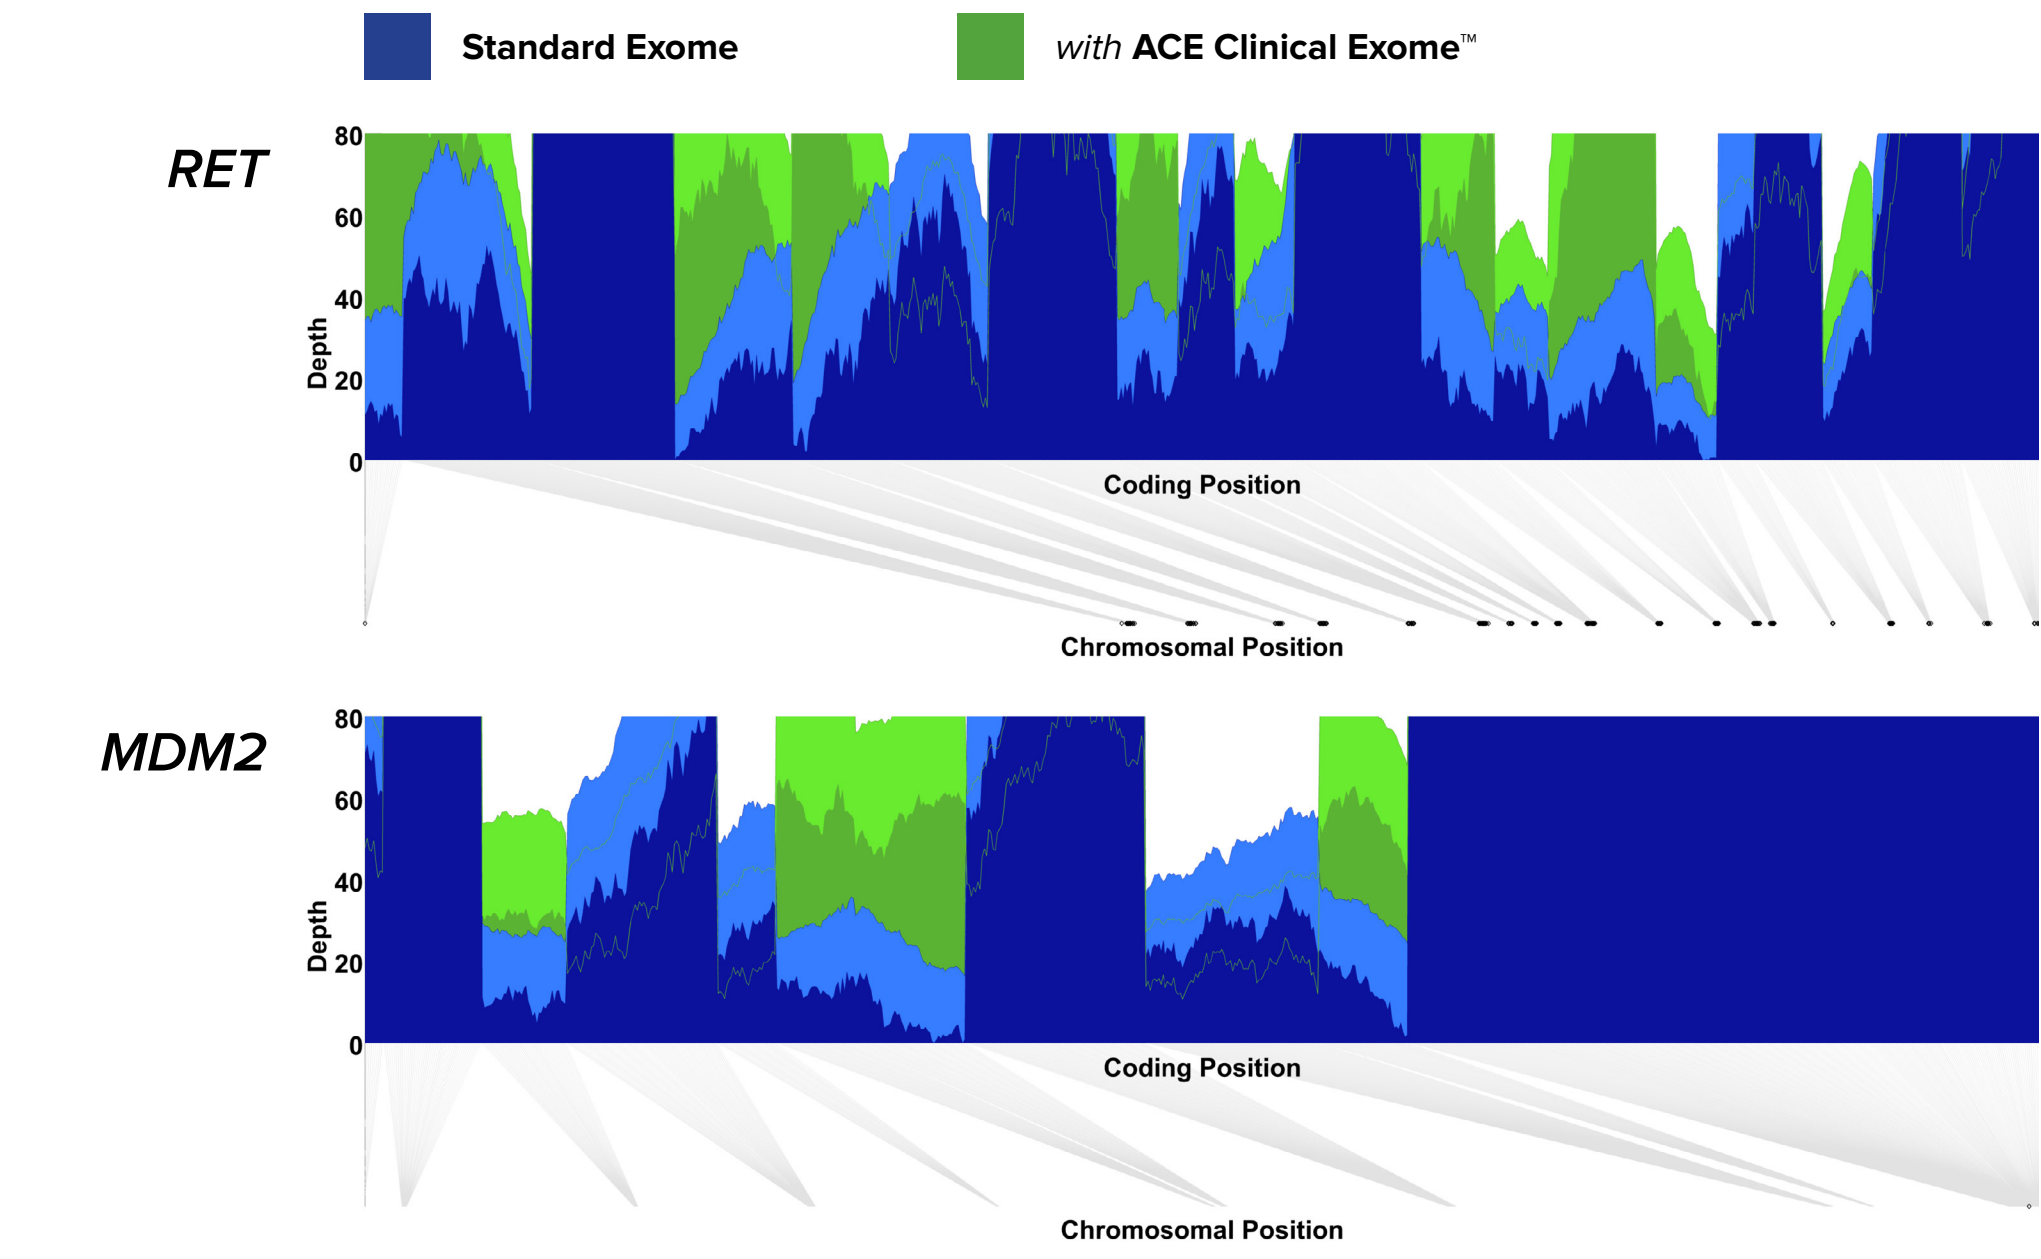 Standard Exome
with ACE Clinical Exome™
RET
80
60
40
20
0
Depth
Coding Position
Chromosomal Position
MDM2
80
60
40
20
0
Depth
Coding Position
Chromosomal Position